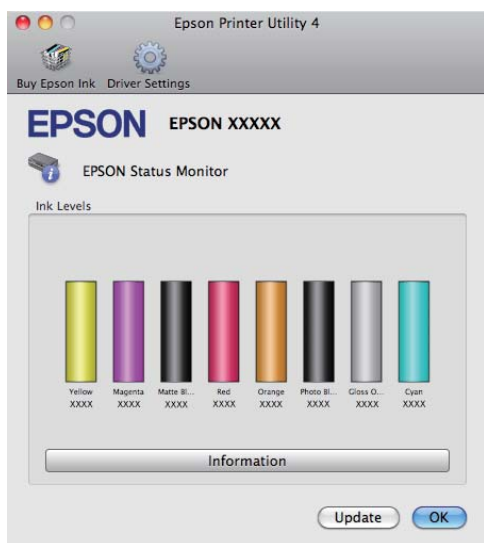 Epson Printer Utility 4
Buy Epson Ink Driver Settings
EPSON EPSON XXXXX
EPSON Status Monitor
Ink Levels
Yellow Magenta Matte Bl... Red Orange Photo Bl... Gloss O... Cyan
XXXX XXXX XXXX XXXX XXXX XXXX XXXX XXXX
Information
Update OK